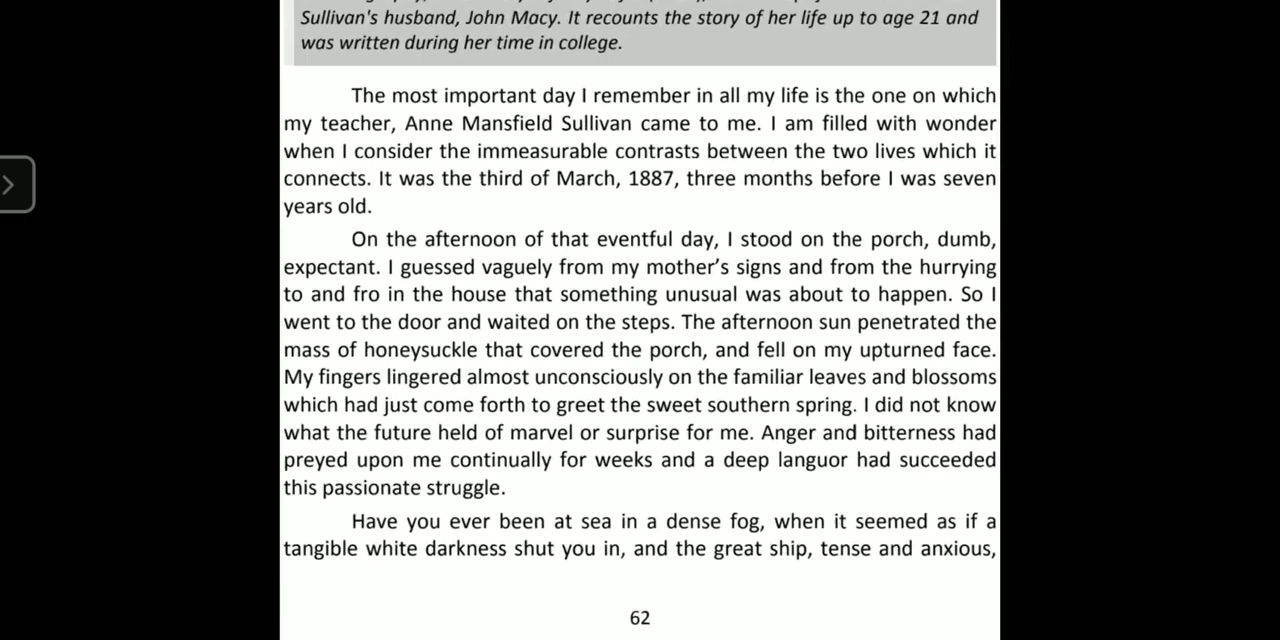 Sullivan's husband, John Macy. It recounts the story of her life up to age 21 and
was written during her time in college.
The most important day I remember in all my life is the one on which
my teacher, Anne Mansfield Sullivan came to me. I am filled with wonder
when I consider the immeasurable contrasts between the two lives which it
connects. It was the third of March, 1887, three months before I was seven
years old.
On the afternoon of that eventful day, I stood on the porch, dumb,
expectant. I guessed vaguely from my mother’s signs and from the hurrying
to and fro in the house that something unusual was about to happen. So I
went to the door and waited on the steps. The afternoon sun penetrated the
mass of honeysuckle that covered the porch, and fell on my upturned face.
My fingers lingered almost unconsciously on the familiar leaves and blossoms
which had just come forth to greet the sweet southern spring. I did not know
what the future held of marvel or surprise for me. Anger and bitterness had
preyed upon me continually for weeks and a deep languor had succeeded
this passionate struggle.
Have you ever been at sea in a dense fog, when it seemed as if a
tangible white darkness shut you in, and the great ship, tense and anxious,
62